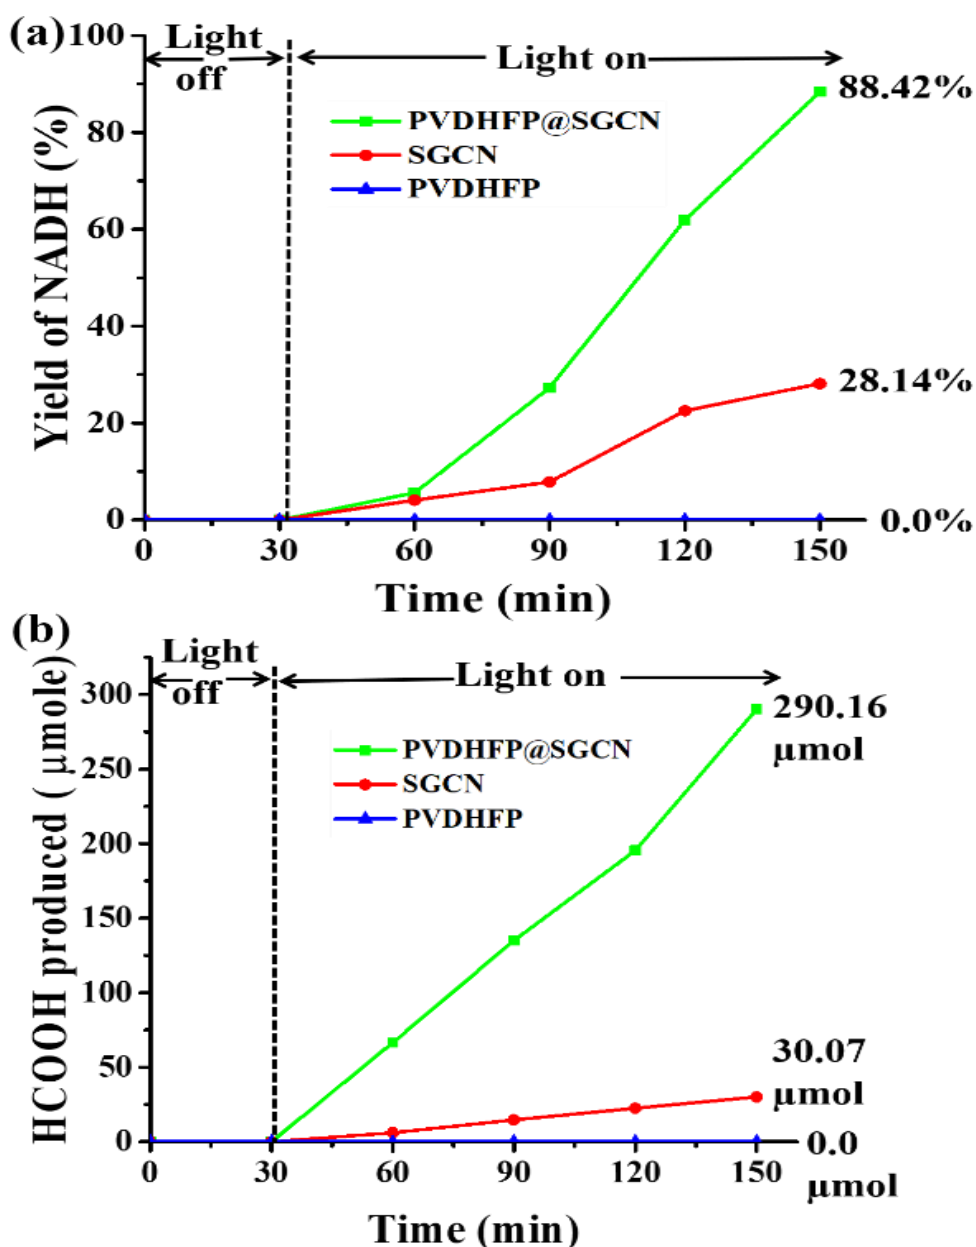 (a)
Light
off
Light on
PVDHFP@SGCN
SGCN
PVDHFP
88.42%
28.14%
0.0%
Yield of NADH (%)
100
80
60
40
20
0
0 30 60 90 120 150
Time (min)
(b)
Light
off
Light on
PVDHFP@SGCN
SGCN
PVDHFP
290.16
μmol
30.07
μmol
0.0
μmol
HCOOH produced ( μmole)
300
250
200
150
100
50
0
0 30 60 90 120 150
Time (min)